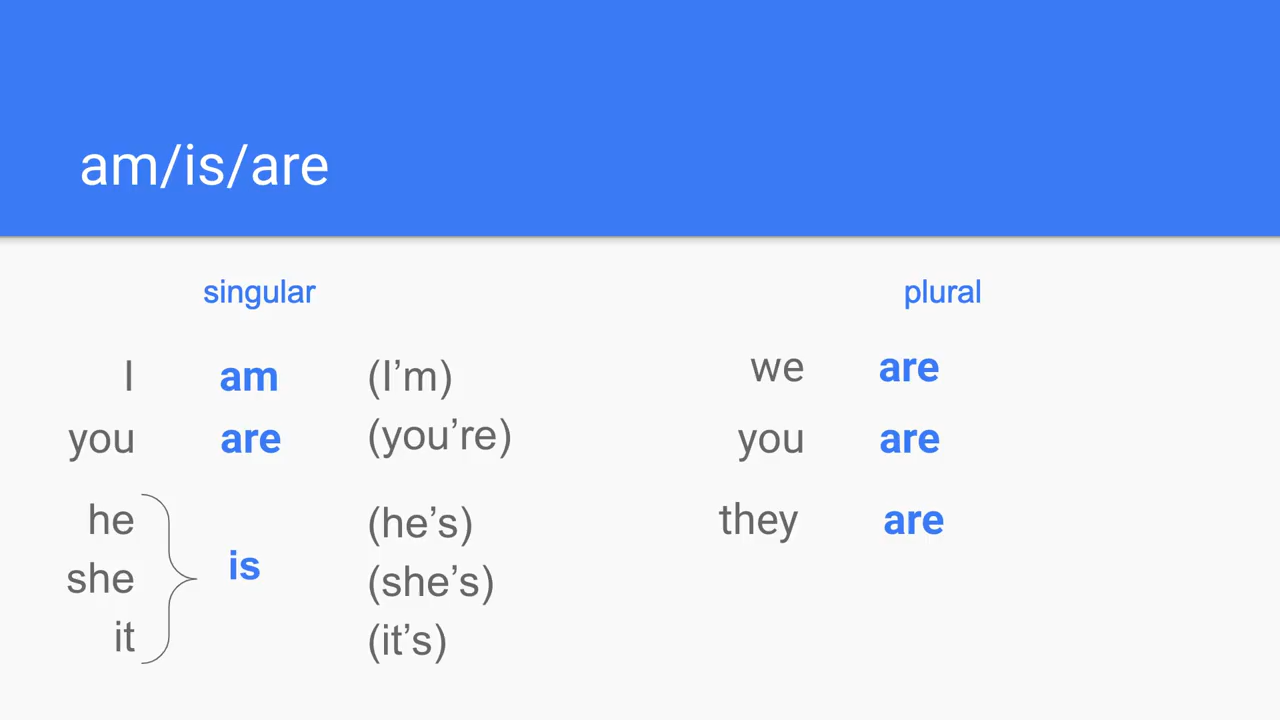 am/is/are
singular
I am (I’m)
you are (you’re)
he (he’s)
she is (she’s)
it (it’s)
plural
we are
you are
they are